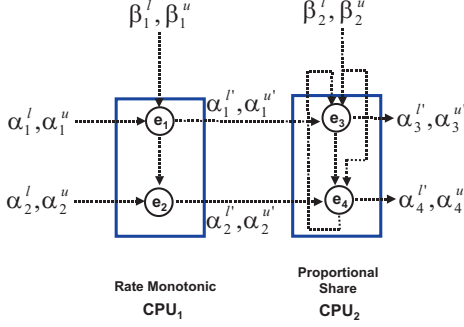 β₁ˡ, β₁ᵘ
β₂ˡ, β₂ᵘ
α₁ˡ, α₁ᵘ
e₁
α₁ˡ', α₁ᵘ'
e₃
α₃ˡ', α₃ᵘ'
α₂ˡ, α₂ᵘ
e₂
α₂ˡ', α₂ᵘ'
e₄
α₄ˡ', α₄ᵘ
Rate Monotonic
CPU₁
Proportional
Share
CPU₂